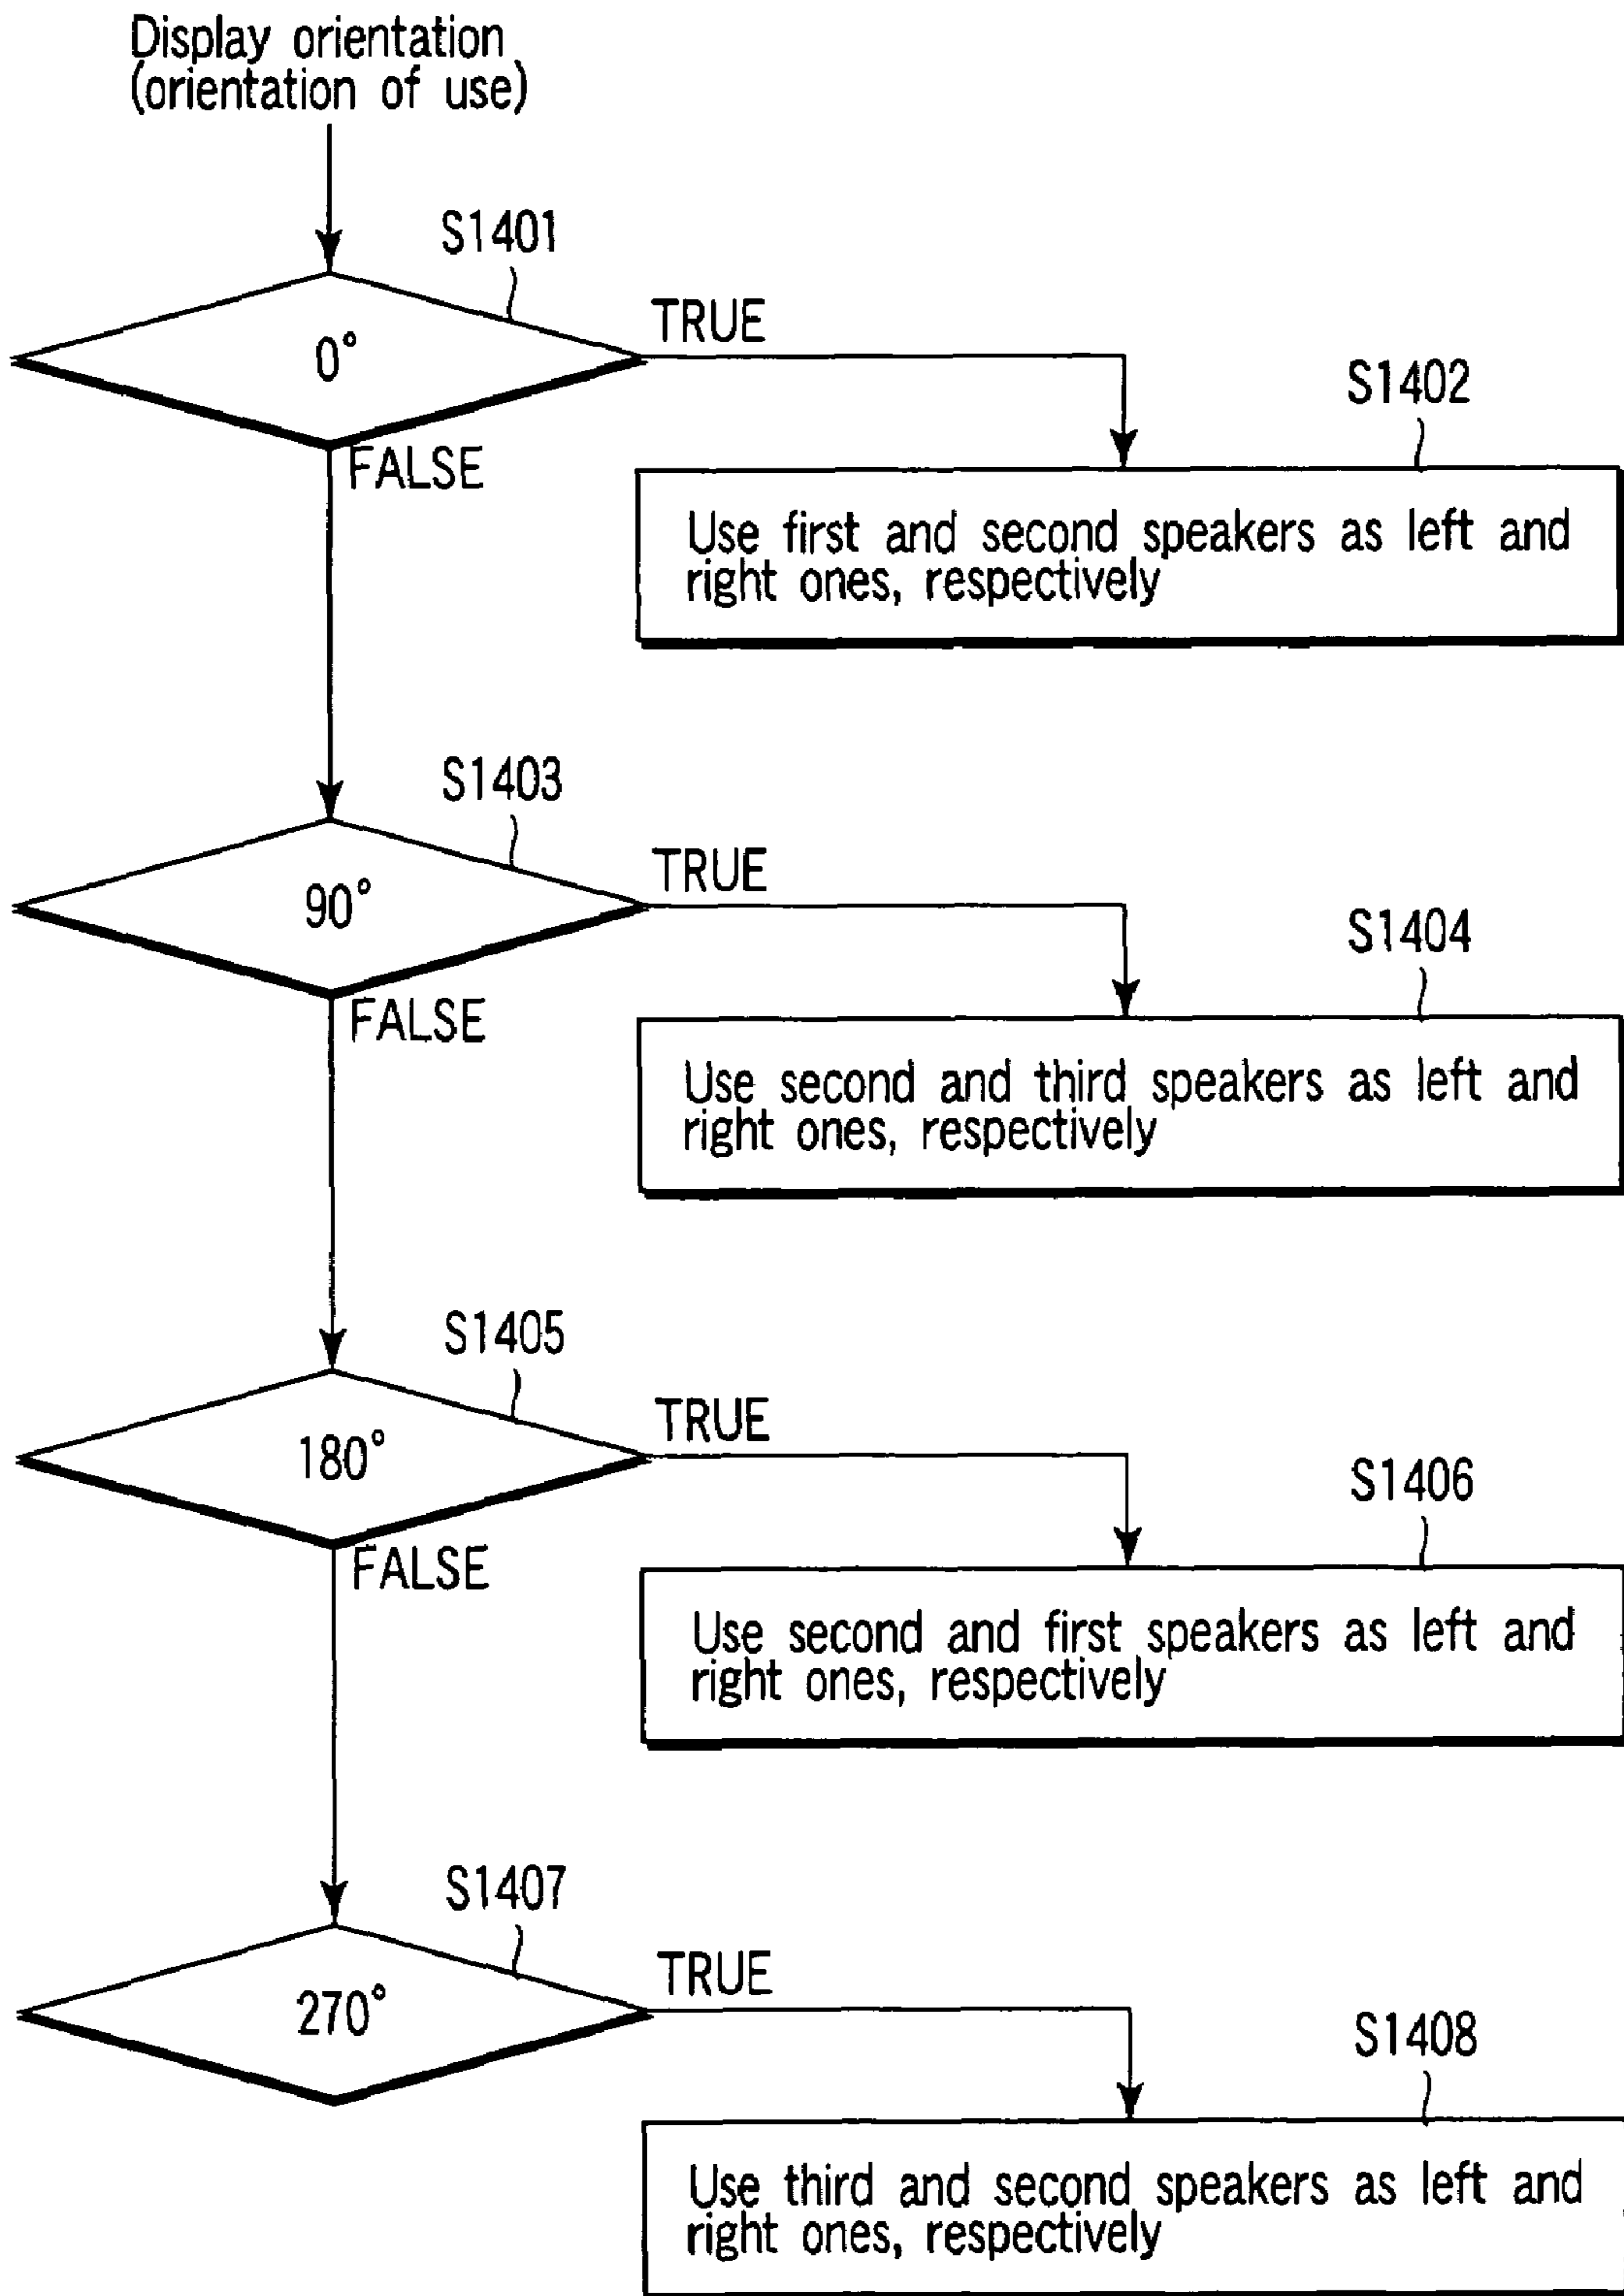 Display orientation
(orientation of use)
S1401
0°
TRUE
S1402
FALSE
Use first and second speakers as left and
right ones, respectively
S1403
90°
TRUE
S1404
FALSE
Use second and third speakers as left and
right ones, respectively
S1405
180°
TRUE
S1406
FALSE
Use second and first speakers as left and
right ones, respectively
S1407
270°
TRUE
S1408
Use third and second speakers as left and
right ones, respectively